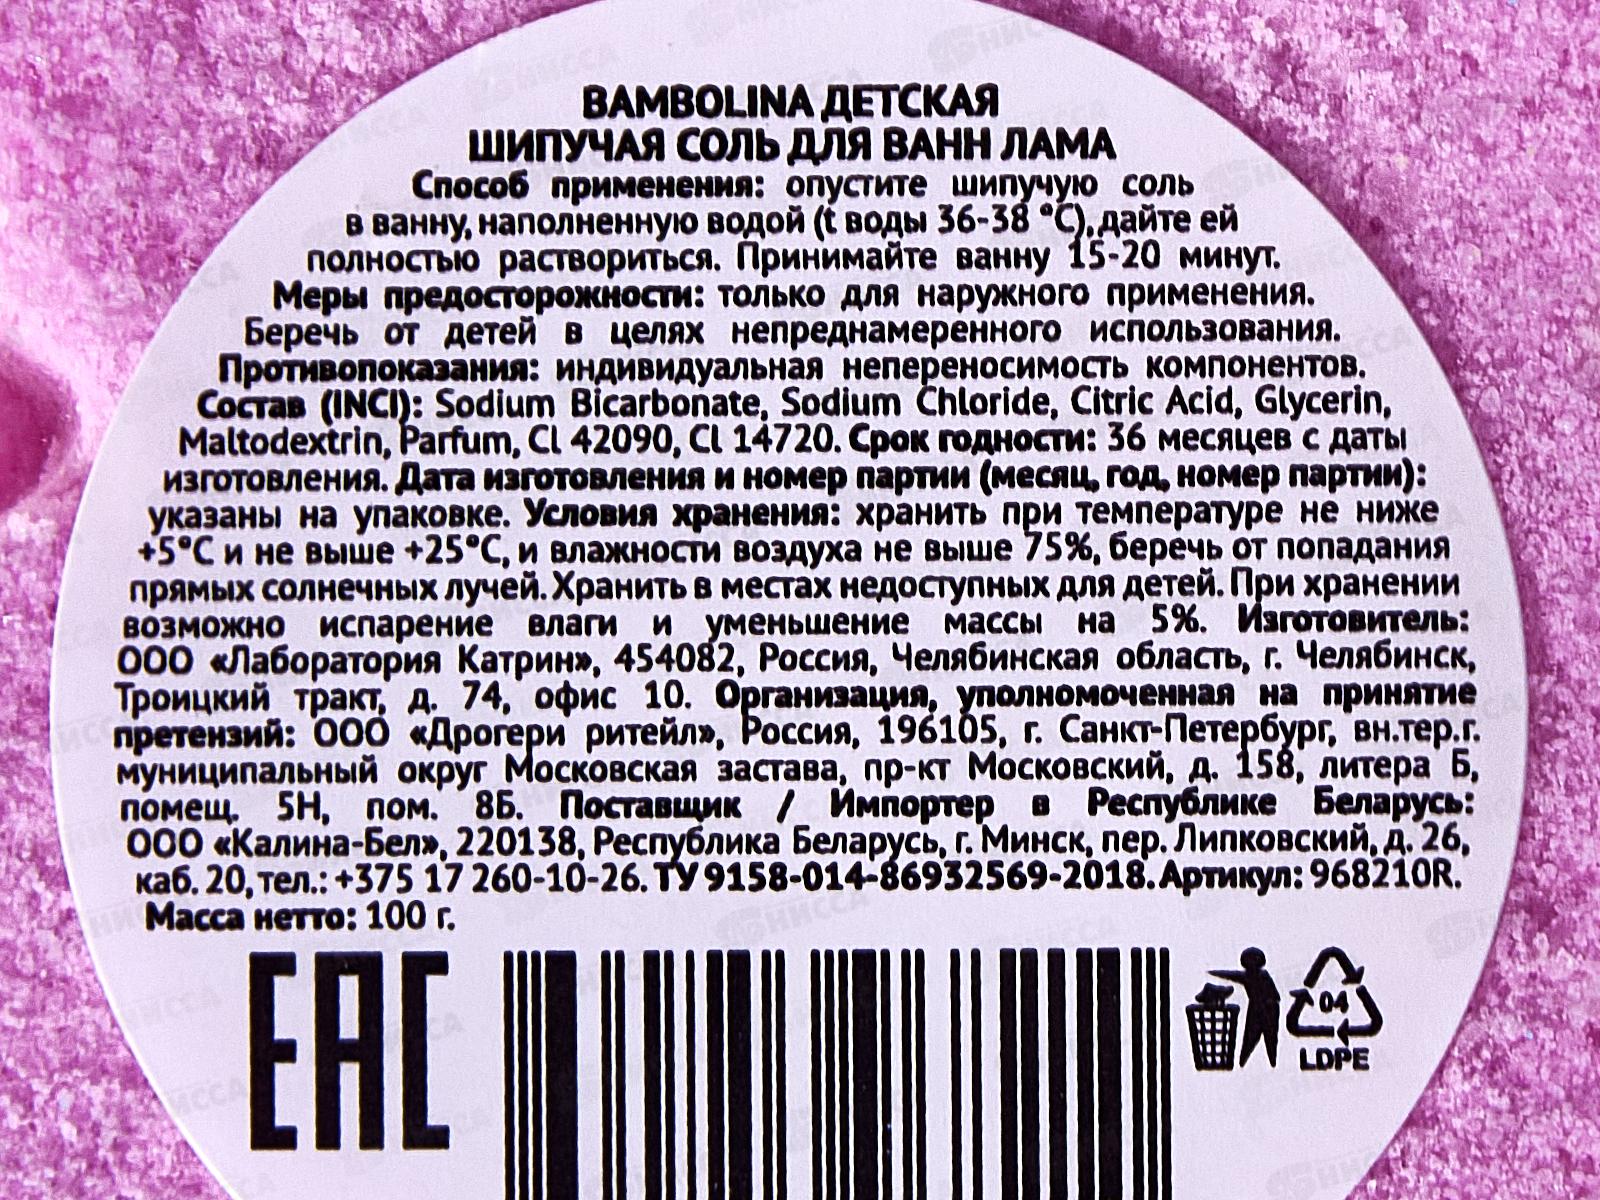 BAMBOLINA ДЕТСКАЯ
ШИПУЧАЯ СОЛЬ ДЛЯ ВАНН ЛАМА
Способ применения: опустите шипучую соль
в ванну, наполненную водой (t воды 36-38 °C), дайте ей
полностью раствориться. Принимайте ванну 15-20 минут.
Меры предосторожности: только для наружного применения.
Беречь от детей в целях непреднамеренного использования.
Противопоказания: индивидуальная непереносимость компонентов.
Состав (INCI): Sodium Bicarbonate, Sodium Chloride, Citric Acid, Glycerin,
Maltodextrin, Parfum, Cl 42090, Cl 14720. Срок годности: 36 месяцев с даты
изготовления. Дата изготовления и номер партии (месяц, год, номер партии):
указаны на упаковке. Условия хранения: хранить при температуре не ниже
+5°C и не выше +25°C, и влажности воздуха не выше 75%, беречь от попадания
прямых солнечных лучей. Хранить в местах недоступных для детей. При хранении
возможно испарение влаги и уменьшение массы на 5%. Изготовитель:
ООО «Лаборатория Катрин», 454082, Россия, Челябинская область, г. Челябинск,
Троицкий тракт, д. 74, офис 10. Организация, уполномоченная на принятие
претензий: ООО «Дрогери ритейл», Россия, 196105, г. Санкт-Петербург, вн.тер.г.
муниципальный округ Московская застава, пр-кт Московский, д. 158, литера Б,
помещ. 5Н, пом. 8Б. Поставщик / Импортер в Республике Беларусь:
ООО «Калина-Бел», 220138, Республика Беларусь, г. Минск, пер. Липковский, д. 26,
каб. 20, тел.: +375 17 260-10-26. ТУ 9158-014-86932569-2018. Артикул: 968210R.
Масса нетто: 100 г.
EAC
04
LDPE